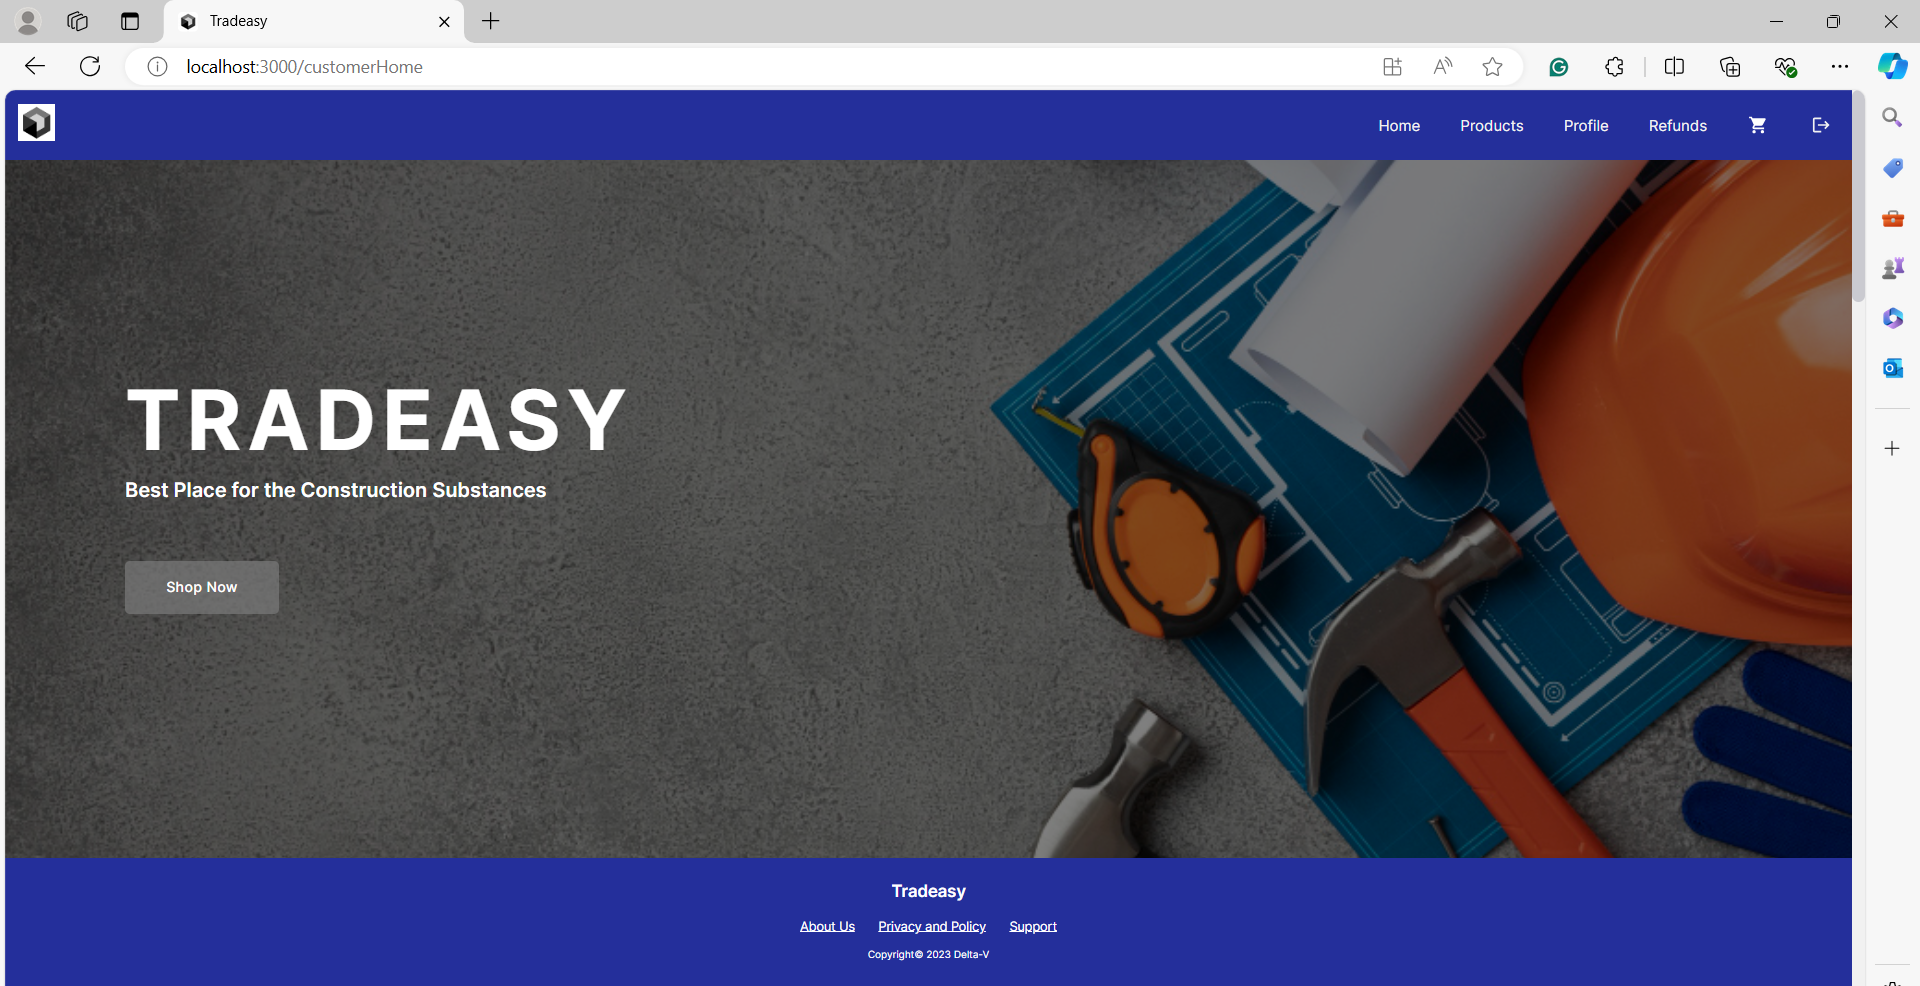 Tradeasy
localhost:3000/customerHome
Home Products Profile Refunds
TRADEASY
Best Place for the Construction Substances
Shop Now
Tradeasy
About Us Privacy and Policy Support
Copyright© 2023 Delta-V